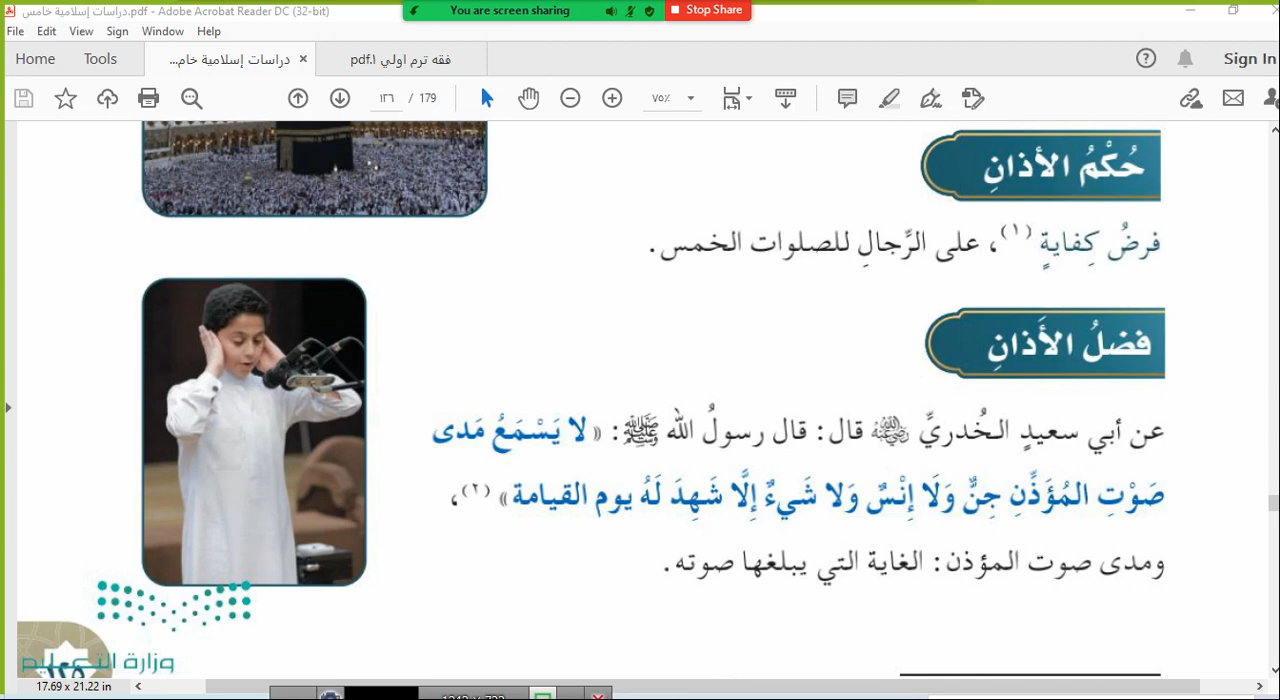 دراسات إسلامية خامس.pdf - Adobe Acrobat Reader DC (32-bit)
You are screen sharing
Stop Share
File Edit View Sign Window Help
Home Tools
دراسات إسلامية خام... ×
فقه ترم اولي ١.pdf
Sign In
١٢٦ / 179
٧٥٪
حُكْمُ الأذانِ
فرضُ كِفايةٍ (١)، على الرِّجالِ للصلوات الخمس.
فضلُ الأَذانِ
عن أبي سعيدٍ الخُدريِّ ﵁ قال: قال رسولُ الله ﷺ: « لا يَسْمَعُ مَدى
صَوْتِ المُؤَذِّنِ جِنٌّ وَلَا إِنْسٌ وَلا شَيءٌ إِلَّا شَهِدَ لَهُ يوم القيامة » (٢)،
ومدى صوت المؤذن: الغاية التي يبلغها صوته.
وزارة التعليم
17.69 x 21.22 in